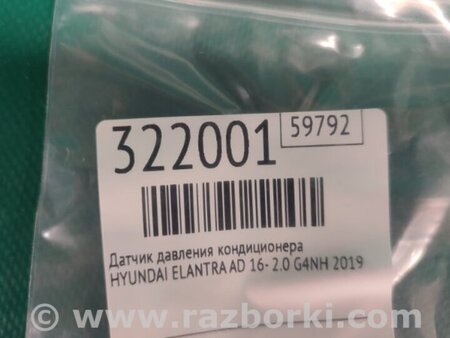 322001
59792
Датчик давления кондиционера
HYUNDAI ELANTRA AD 16- 2.0 G4NH 2019
© www.razborki.com